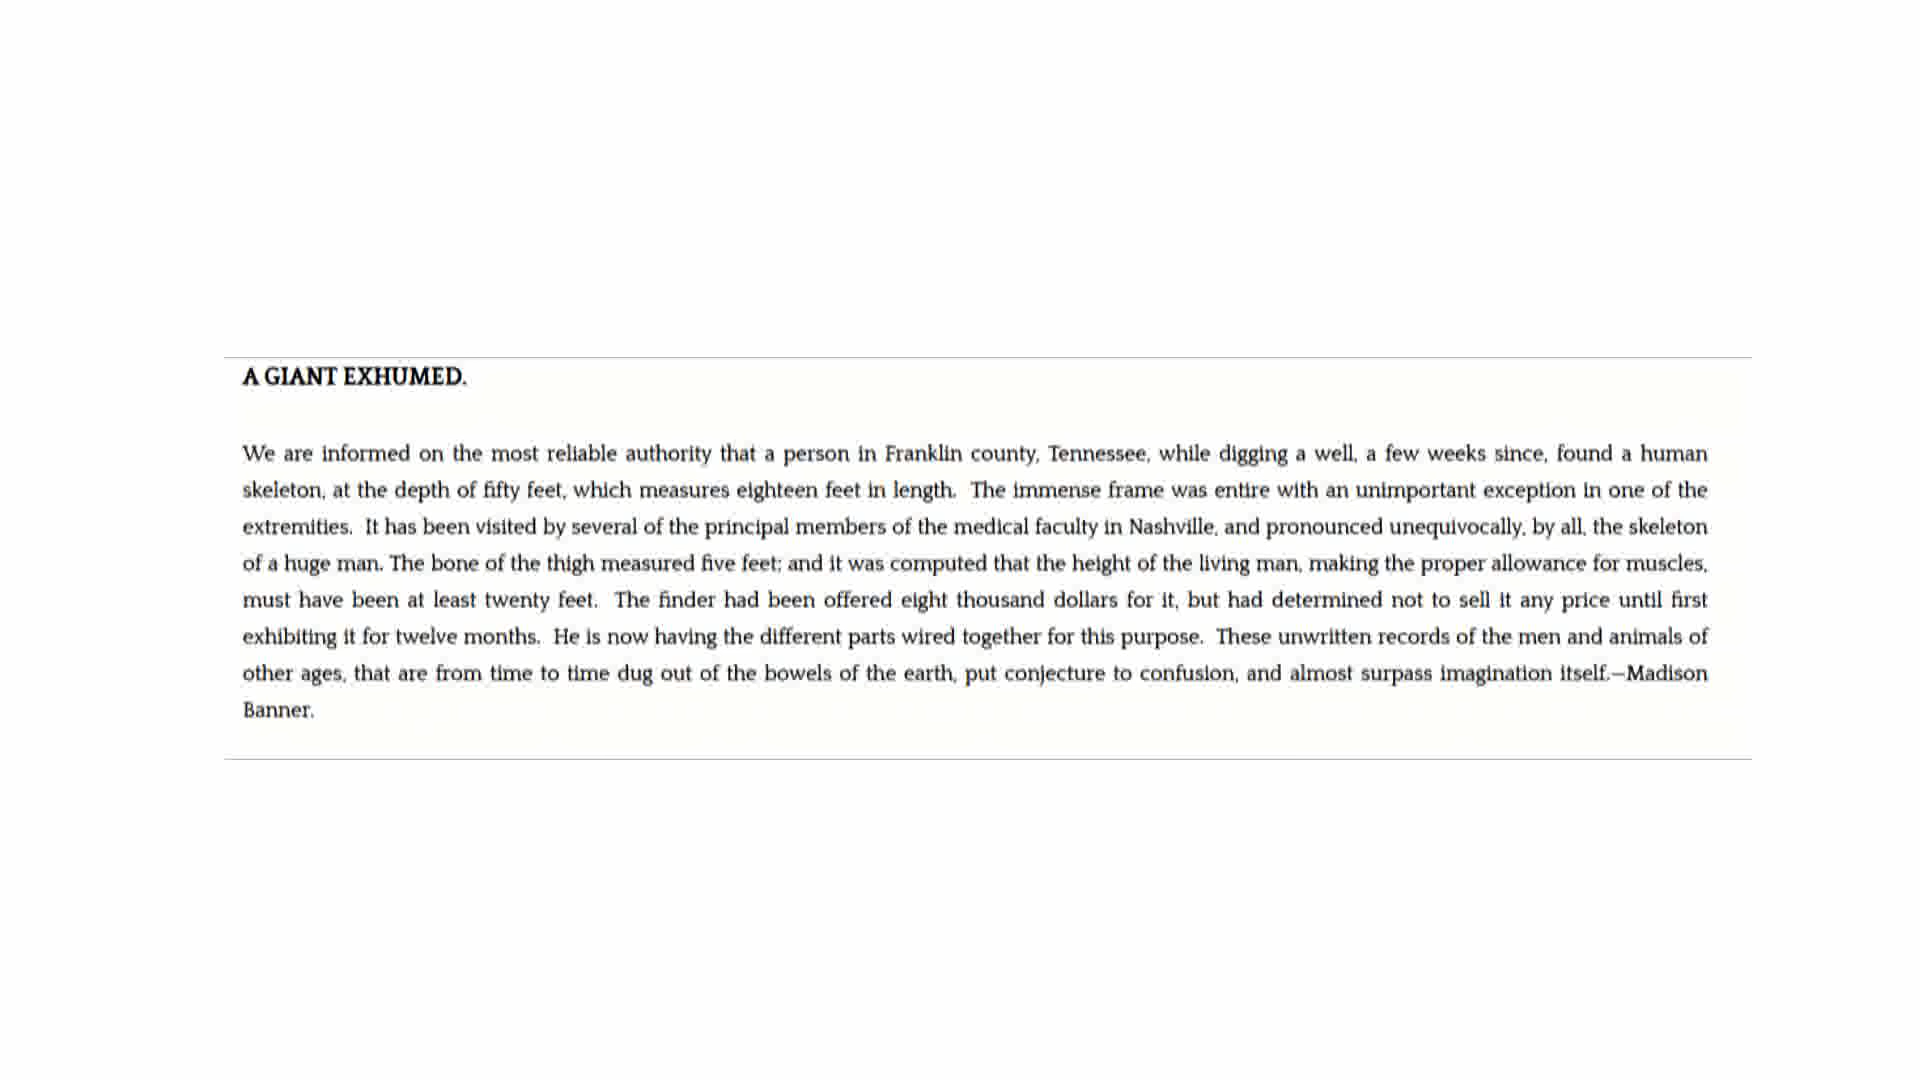 A GIANT EXHUMED.
We are informed on the most reliable authority that a person in Franklin county, Tennessee, while digging a well, a few weeks since, found a human
skeleton, at the depth of fifty feet, which measures eighteen feet in length. The immense frame was entire with an unimportant exception in one of the
extremities. It has been visited by several of the principal members of the medical faculty in Nashville, and pronounced unequivocally, by all, the skeleton
of a huge man. The bone of the thigh measured five feet; and it was computed that the height of the living man, making the proper allowance for muscles,
must have been at least twenty feet. The finder had been offered eight thousand dollars for it, but had determined not to sell it any price until first
exhibiting it for twelve months. He is now having the different parts wired together for this purpose. These unwritten records of the men and animals of
other ages, that are from time to time dug out of the bowels of the earth, put conjecture to confusion, and almost surpass imagination itself.—Madison
Banner.